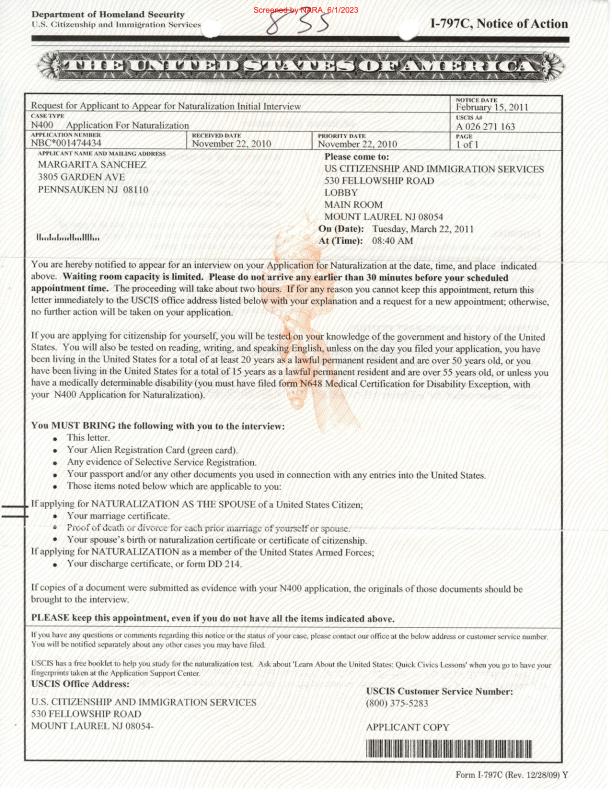 Department of Homeland Security
U.S. Citizenship and Immigration Services
Screened by NARA, 6/1/2023
855
I-797C, Notice of Action
THE UNITED STATES OF AMERICA
Request for Applicant to Appear for Naturalization Initial Interview
NOTICE DATE
February 15, 2011
CASE TYPE
N400 Application For Naturalization
USCIS A#
A 026 271 163
APPLICATION NUMBER
NBC*001474434
RECEIVED DATE
November 22, 2010
PRIORITY DATE
November 22, 2010
PAGE
1 of 1
APPLICANT NAME AND MAILING ADDRESS
MARGARITA SANCHEZ
3805 GARDEN AVE
PENNSAUKEN NJ 08110
Please come to:
US CITIZENSHIP AND IMMIGRATION SERVICES
530 FELLOWSHIP ROAD
LOBBY
MAIN ROOM
MOUNT LAUREL NJ 08054
On (Date): Tuesday, March 22, 2011
At (Time): 08:40 AM
You are hereby notified to appear for an interview on your Application for Naturalization at the date, time, and place indicated
above. Waiting room capacity is limited. Please do not arrive any earlier than 30 minutes before your scheduled
appointment time. The proceeding will take about two hours. If for any reason you cannot keep this appointment, return this
letter immediately to the USCIS office address listed below with your explanation and a request for a new appointment; otherwise,
no further action will be taken on your application.
If you are applying for citizenship for yourself, you will be tested on your knowledge of the government and history of the United
States. You will also be tested on reading, writing, and speaking English, unless on the day you filed your application, you have
been living in the United States for a total of at least 20 years as a lawful permanent resident and are over 50 years old, or you
have been living in the United States for a total of 15 years as a lawful permanent resident and are over 55 years old, or unless you
have a medically determinable disability (you must have filed form N648 Medical Certification for Disability Exception, with
your N400 Application for Naturalization).
You MUST BRING the following with you to the interview:
• This letter.
• Your Alien Registration Card (green card).
• Any evidence of Selective Service Registration.
• Your passport and/or any other documents you used in connection with any entries into the United States.
• Those items noted below which are applicable to you:
If applying for NATURALIZATION AS THE SPOUSE of a United States Citizen;
• Your marriage certificate.
• Proof of death or divorce for each prior marriage of yourself or spouse.
• Your spouse's birth or naturalization certificate or certificate of citizenship.
If applying for NATURALIZATION as a member of the United States Armed Forces;
• Your discharge certificate, or form DD 214.
If copies of a document were submitted as evidence with your N400 application, the originals of those documents should be
brought to the interview.
PLEASE keep this appointment, even if you do not have all the items indicated above.
If you have any questions or comments regarding this notice or the status of your case, please contact our office at the below address or customer service number.
You will be notified separately about any other cases you may have filed.
USCIS has a free booklet to help you study for the naturalization test. Ask about 'Learn About the United States: Quick Civics Lessons' when you go to have your
fingerprints taken at the Application Support Center.
USCIS Office Address:
U.S. CITIZENSHIP AND IMMIGRATION SERVICES
530 FELLOWSHIP ROAD
MOUNT LAUREL NJ 08054-
USCIS Customer Service Number:
(800) 375-5283
APPLICANT COPY
Form I-797C (Rev. 12/28/09) Y